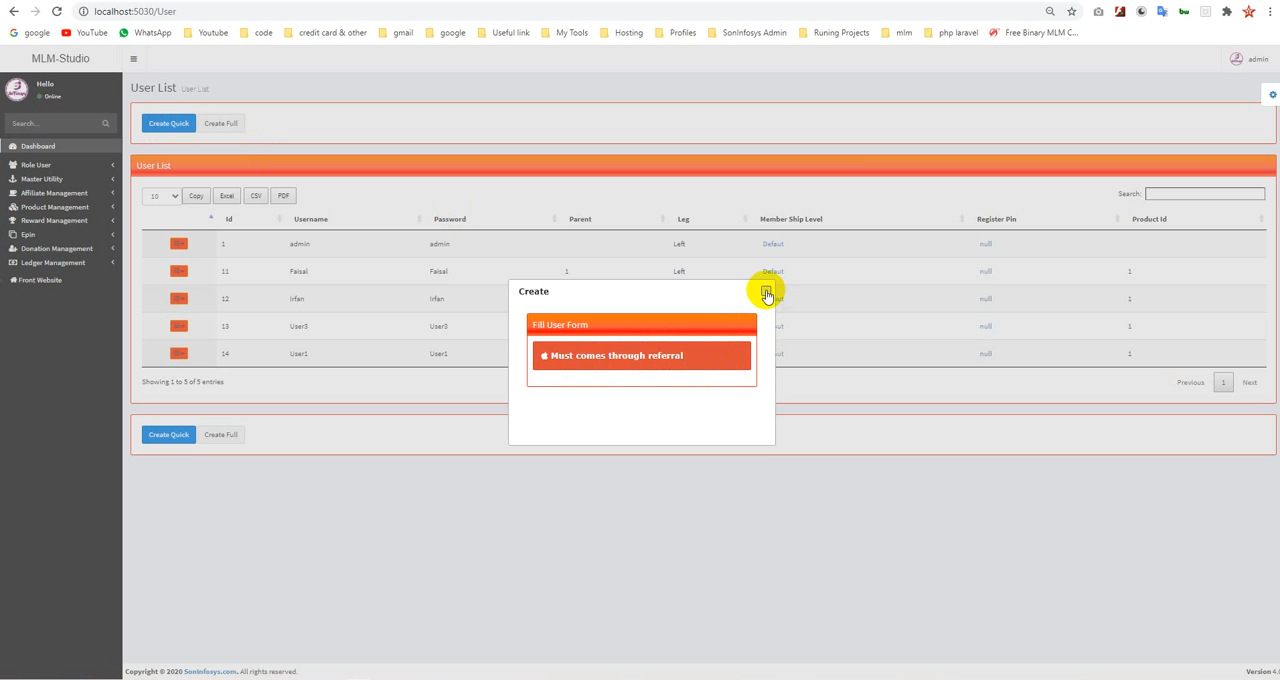 localhost:5030/User
google YouTube WhatsApp Youtube code credit card & other gmail google Useful link My Tools Hosting Profiles SonInfosys Admin Runing Projects mlm php laravel Free Binary MLM C...
MLM-Studio admin
Hello
Online
User List User List
Search...
Create Quick Create Full
Dashboard
Role User
Master Utility
Affiliate Management
Product Management
Reward Management
Epin
Donation Management
Ledger Management
Front Website
User List
10 Copy Excel CSV PDF Search:
Id Username Password Parent Leg Member Ship Level Register Pin Product Id
1 admin admin Left Defaut null
11 Faisal Faisal 1 Left Defaut null 1
12 Irfan Irfan null 1
13 User3 User3 null 1
14 User1 User1 null 1
Create
Fill User Form
Must comes through referral
Showing 1 to 5 of 5 entries Previous 1 Next
Create Quick Create Full
Copyright © 2020 SonInfosys.com. All rights reserved. Version 4.